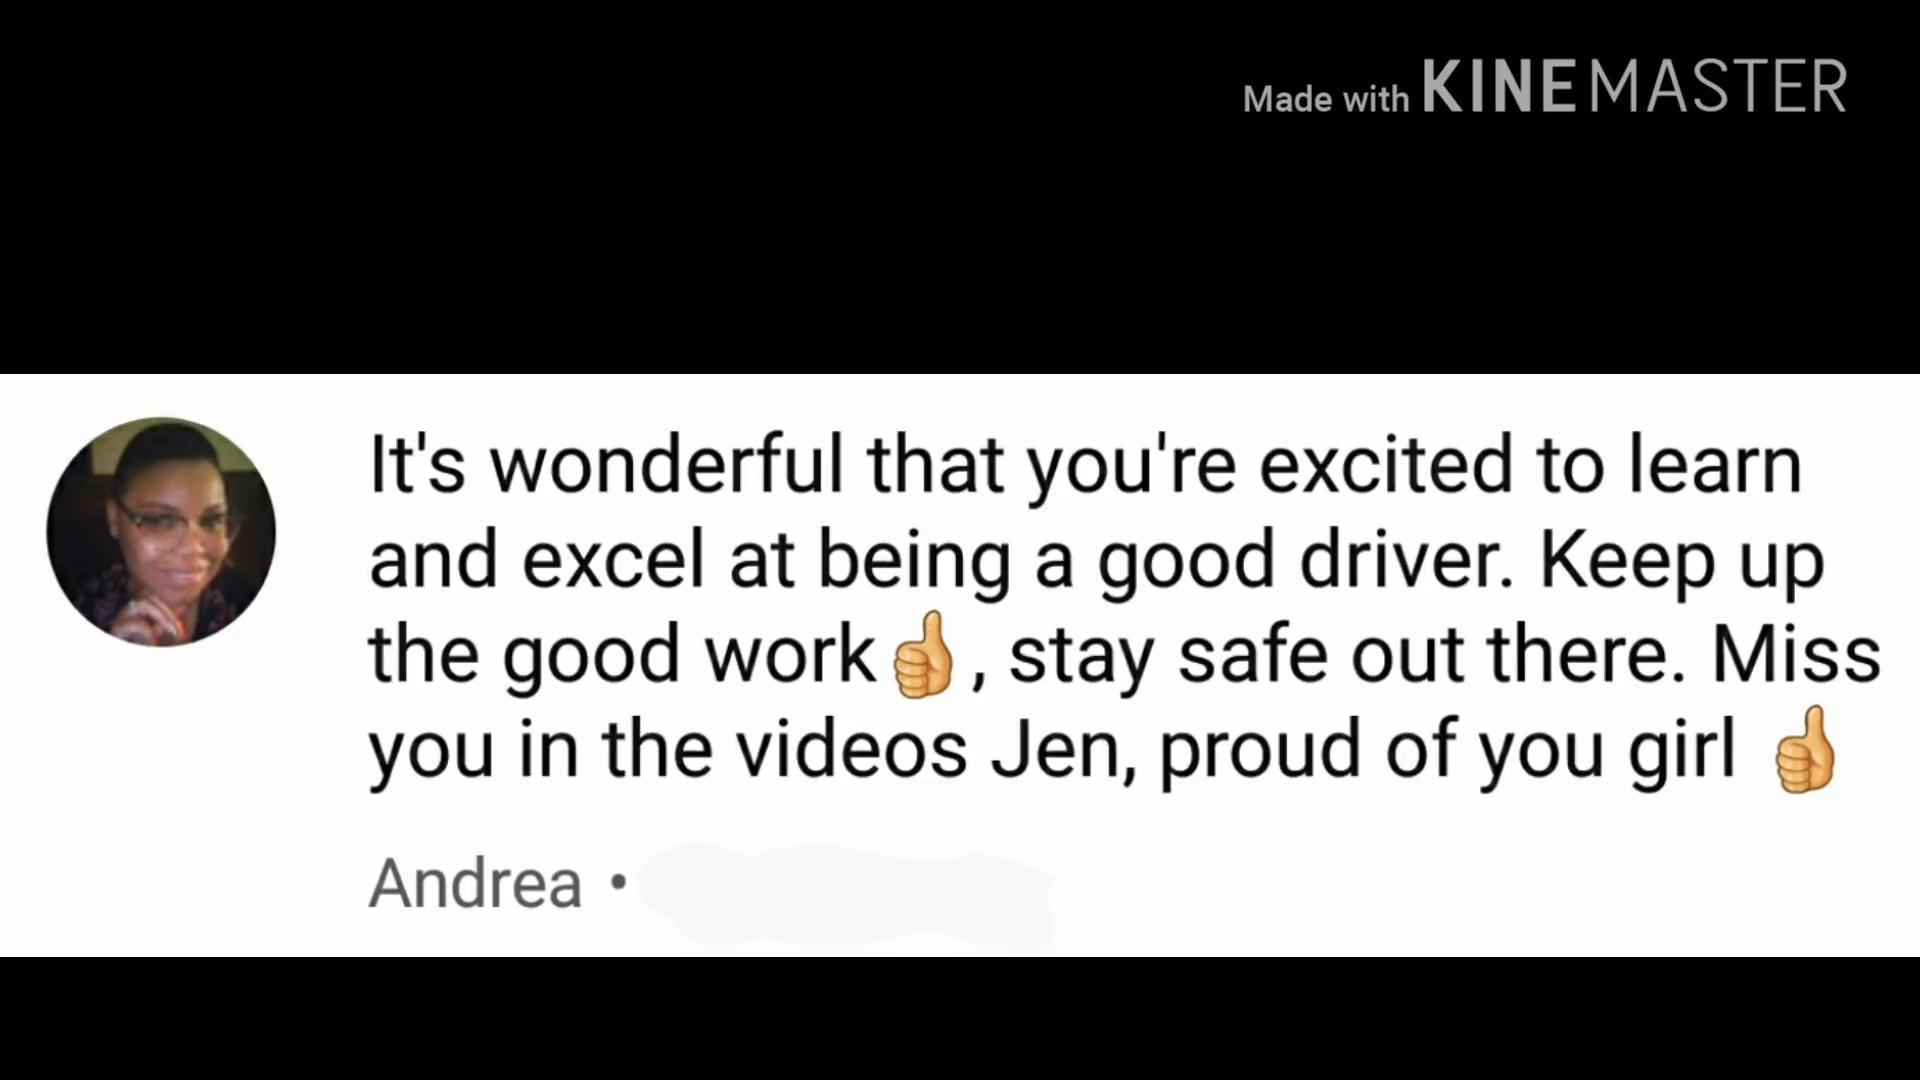 Made with KINEMASTER
It's wonderful that you're excited to learn
and excel at being a good driver. Keep up
the good work👍, stay safe out there. Miss
you in the videos Jen, proud of you girl 👍
Andrea •